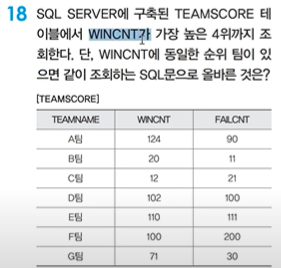 18 SQL SERVER에 구축된 TEAMSCORE 테
이블에서 WINCNT가 가장 높은 4위까지 조
회한다. 단, WINCNT에 동일한 순위 팀이 있
으면 같이 조회하는 SQL문으로 올바른 것은?
[TEAMSCORE]
TEAMNAME WINCNT FAILCNT
A팀 124 90
B팀 20 11
C팀 12 21
D팀 102 100
E팀 110 111
F팀 100 200
G팀 71 30